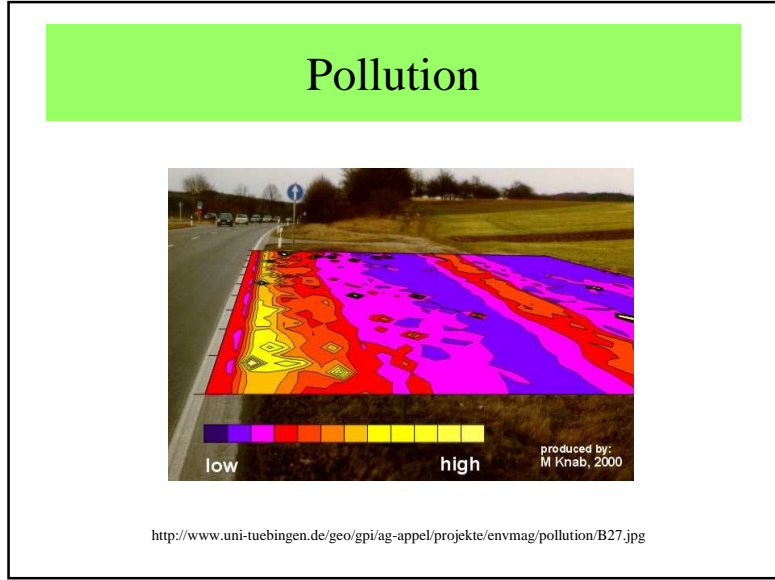 Pollution
low
high
produced by:
M Knab, 2000
http://www.uni-tuebingen.de/geo/gpi/ag-appel/projekte/envmag/pollution/B27.jpg